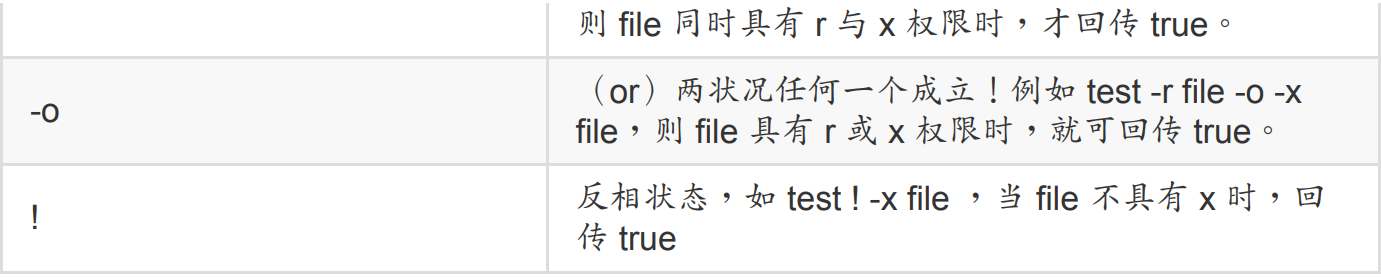 则 file 同时具有 r 与 x 权限时，才回传 true。
-o
（or）两状况任何一个成立！例如 test -r file -o -x
file，则 file 具有 r 或 x 权限时，就可回传 true。
!
反相状态，如 test ! -x file ，当 file 不具有 x 时，回
传 true